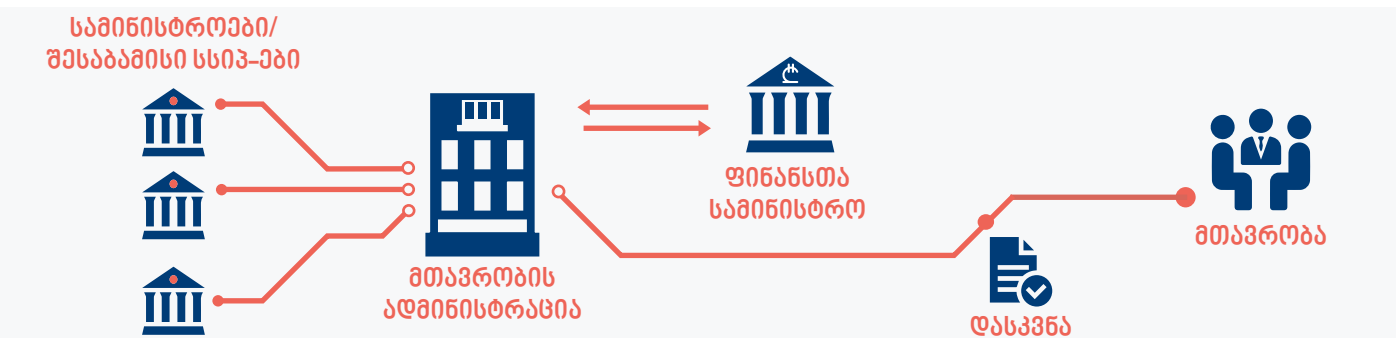 სამინისტროები/
შესაბამისი სსიპ-ები
მთავრობის
ადმინისტრაცია
ფინანსთა
სამინისტრო
დასკვნა
მთავრობა